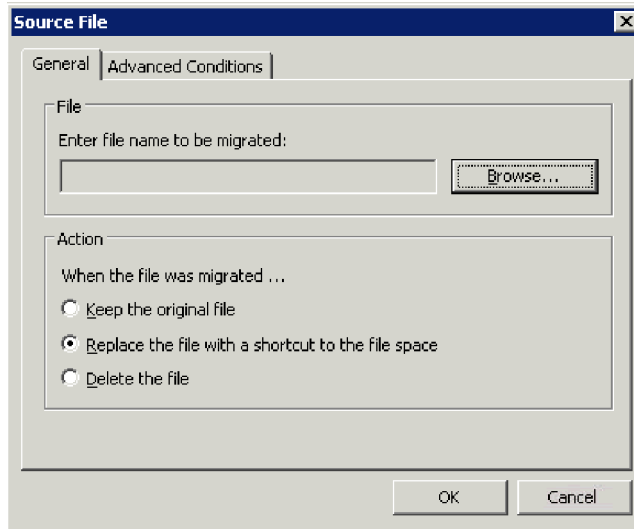 Source File
General
Advanced Conditions
File
Enter file name to be migrated:
Browse...
Action
When the file was migrated ...
Keep the original file
Replace the file with a shortcut to the file space
Delete the file
OK
Cancel